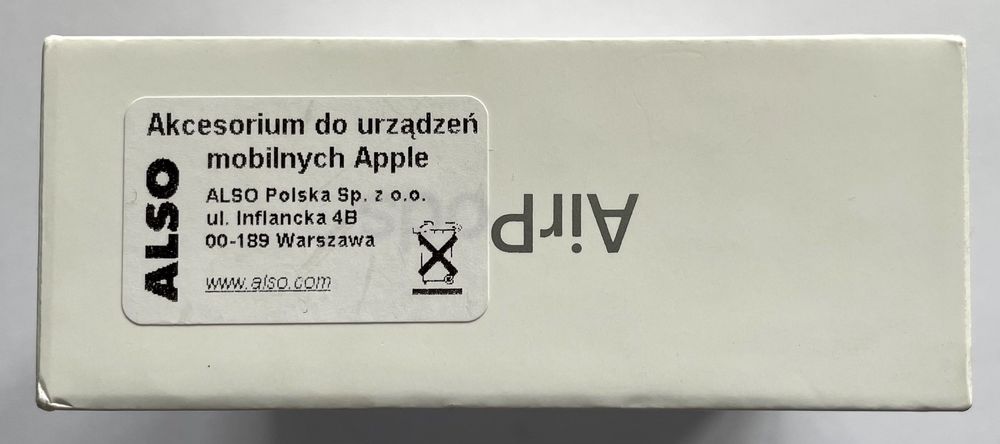 Akcesorium do urządzeń
mobilnych Apple
ALSO
ALSO Polska Sp. z o.o.
ul. Inflancka 4B
00-189 Warszawa
www.also.com
AirPods